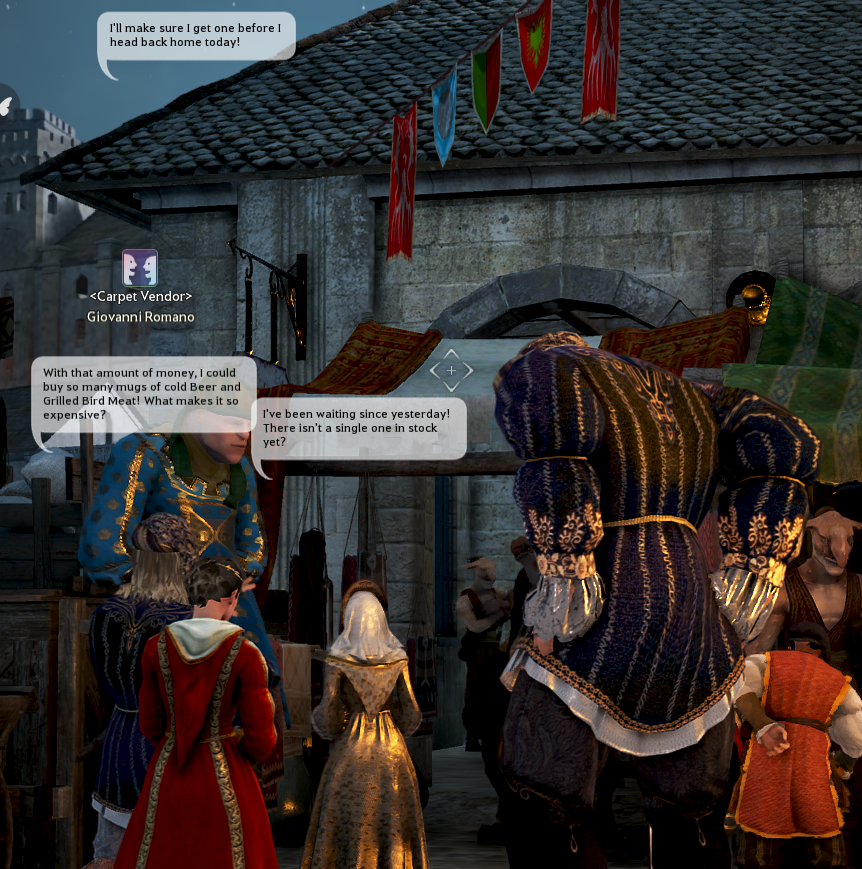 I'll make sure I get one before I
head back home today!
<Carpet Vendor>
Giovanni Romano
With that amount of money, I could
buy so many mugs of cold Beer and
Grilled Bird Meat! What makes it so
expensive?
I've been waiting since yesterday!
There isn't a single one in stock
yet?